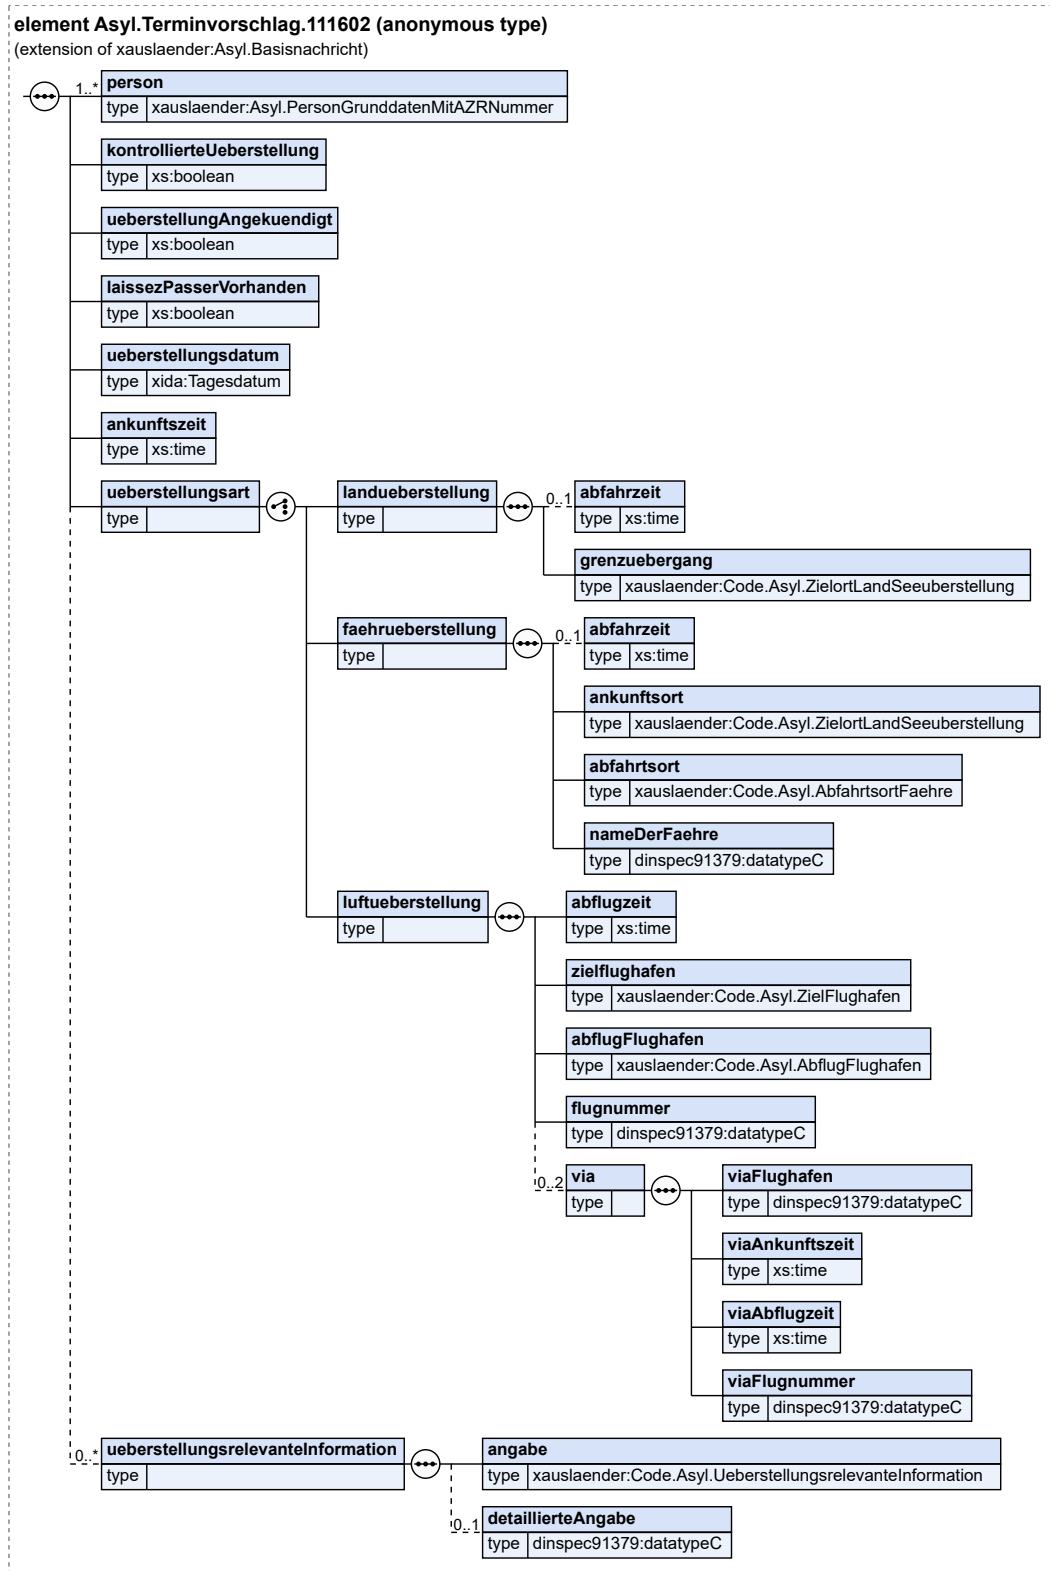 element Asyl.Terminvorschlag.111602 (anonymous type)
(extension of xauslaender:Asyl.Basisnachricht)
1..* person
type xauslaender:Asyl.PersonGrunddatenMitAZRNummer
kontrollierteUeberstellung
type xs:boolean
ueberstellungAngekuendigt
type xs:boolean
laissezPasserVorhanden
type xs:boolean
ueberstellungsdatum
type xida:Tagesdatum
ankunftszeit
type xs:time
ueberstellungsart
type
landueberstellung
type
0..1 abfahrzeit
type xs:time
grenzuebergang
type xauslaender:Code.Asyl.ZielortLandSeeuberstellung
faehrueberstellung
type
0..1 abfahrzeit
type xs:time
ankunftsort
type xauslaender:Code.Asyl.ZielortLandSeeuberstellung
abfahrtsort
type xauslaender:Code.Asyl.AbfahrtsortFaehre
nameDerFaehre
type dinspec91379:datatypeC
luftueberstellung
type
abflugzeit
type xs:time
zielflughafen
type xauslaender:Code.Asyl.ZielFlughafen
abflugFlughafen
type xauslaender:Code.Asyl.AbflugFlughafen
flugnummer
type dinspec91379:datatypeC
0..2 via
type
viaFlughafen
type dinspec91379:datatypeC
viaAnkunftszeit
type xs:time
viaAbflugzeit
type xs:time
viaFlugnummer
type dinspec91379:datatypeC
0..* ueberstellungsrelevanteInformation
type
angabe
type xauslaender:Code.Asyl.UeberstellungsrelevanteInformation
0..1 detaillierteAngabe
type dinspec91379:datatypeC